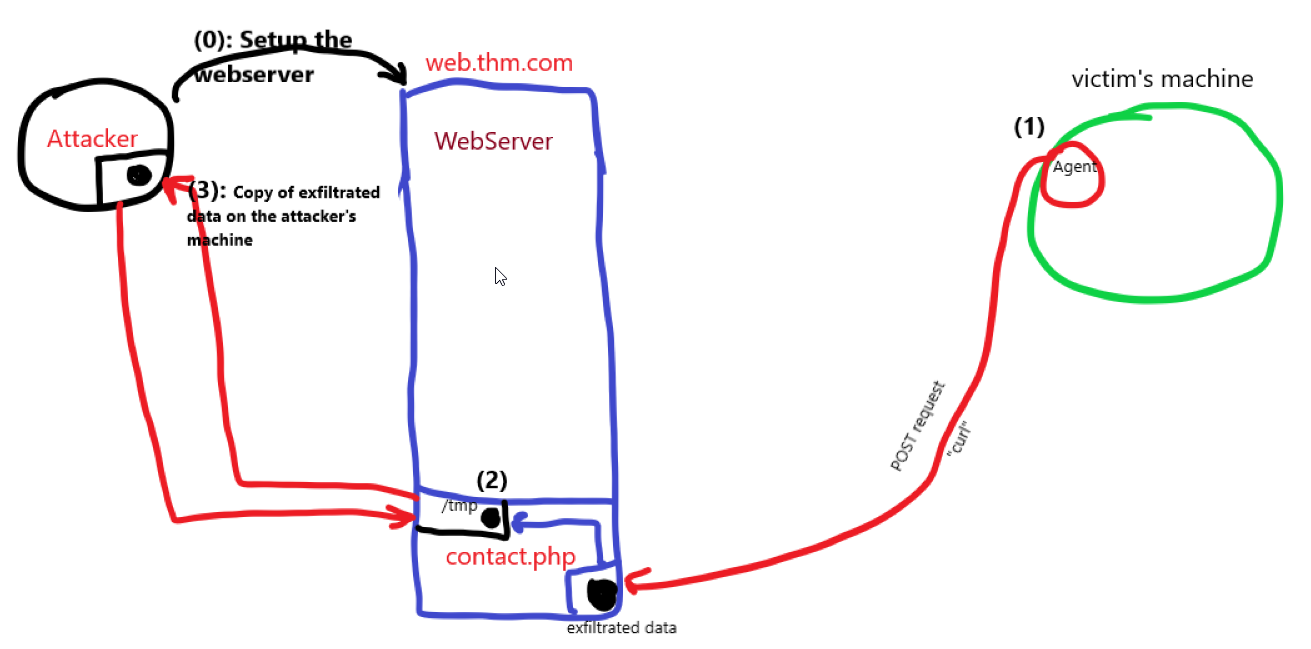 (0): Setup the
webserver
web.thm.com
victim's machine
Attacker
WebServer
(1)
Agent
(3): Copy of exfiltrated
data on the attacker's
machine
POST request
"curl"
(2)
/tmp
contact.php
exfiltrated data